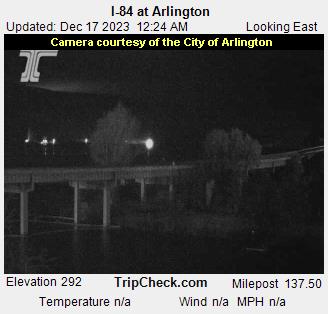 I-84 at Arlington
Updated: Dec 17 2023 12:24 AM Looking East
Camera courtesy of the City of Arlington
Elevation 292 TripCheck.com Milepost 137.50
Temperature n/a Wind n/a MPH n/a